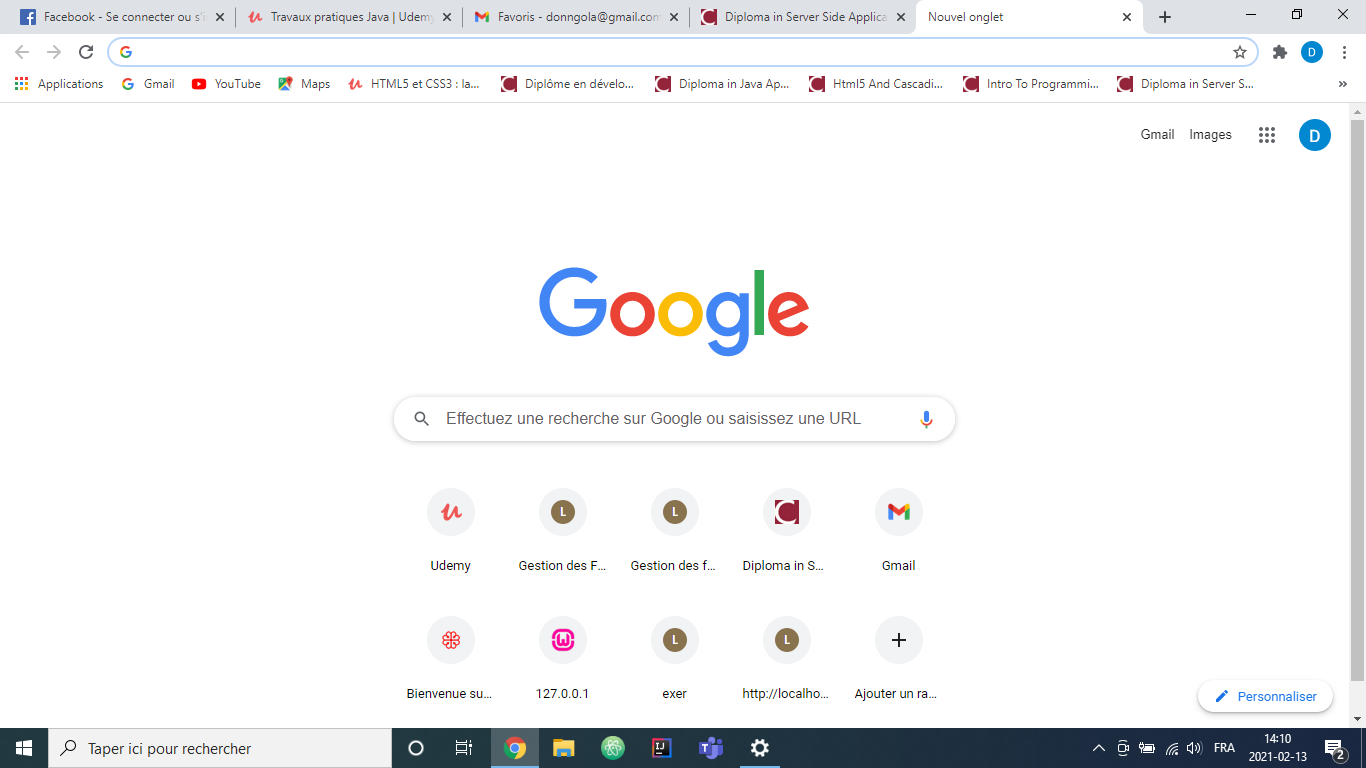 Facebook - Se connecter ou s'i
Travaux pratiques Java | Udemy
Favoris - donngola@gmail.com
Diploma in Server Side Applica
Nouvel onglet
Applications
Gmail
YouTube
Maps
HTML5 et CSS3 : la...
Diplôme en dévelo...
Diploma in Java Ap...
Html5 And Cascadi...
Intro To Programmi...
Diploma in Server S...
Gmail
Images
D
D
Google
Effectuez une recherche sur Google ou saisissez une URL
L
L
Udemy
Gestion des F...
Gestion des f...
Diploma in S...
Gmail
L
L
Bienvenue su...
127.0.0.1
exer
http://localho...
Ajouter un ra...
Personnaliser
Taper ici pour rechercher
FRA
14:10
2021-02-13
2